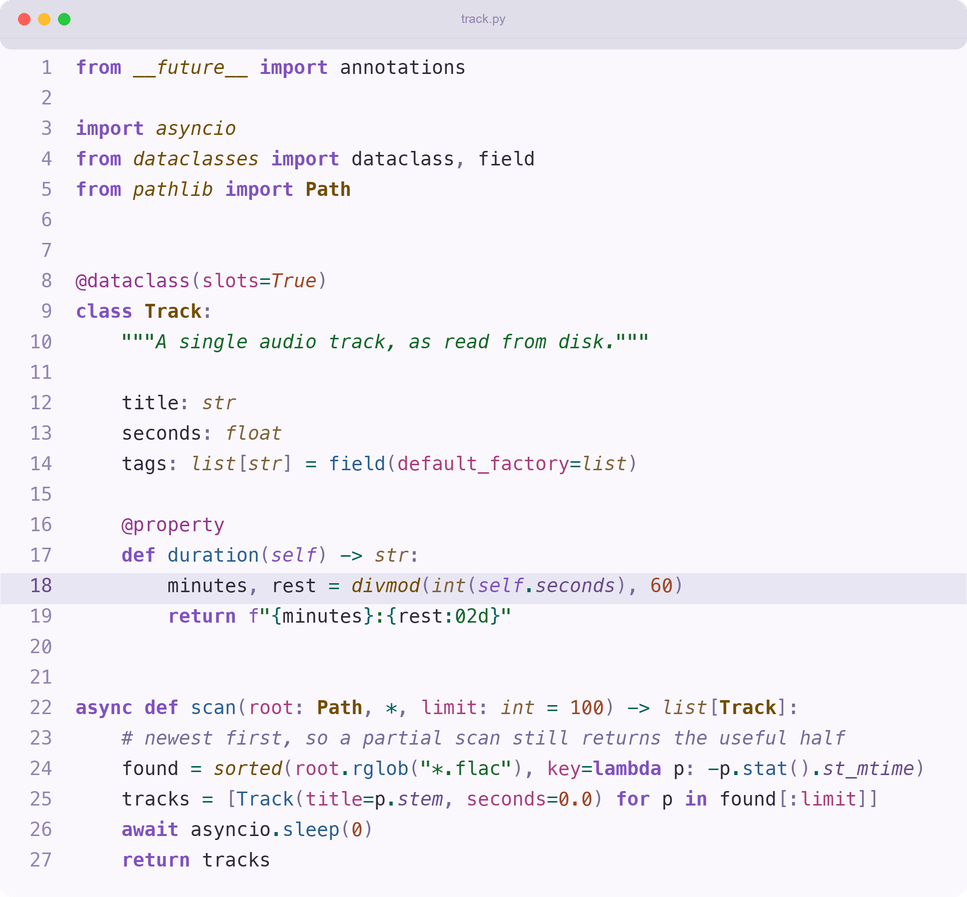 track.py
1 from __future__ import annotations
2
3 import asyncio
4 from dataclasses import dataclass, field
5 from pathlib import Path
6
7
8 @dataclass(slots=True)
9 class Track:
10     """A single audio track, as read from disk."""
11
12     title: str
13     seconds: float
14     tags: list[str] = field(default_factory=list)
15
16     @property
17     def duration(self) -> str:
18         minutes, rest = divmod(int(self.seconds), 60)
19         return f"{minutes}:{rest:02d}"
20
21
22 async def scan(root: Path, *, limit: int = 100) -> list[Track]:
23     # newest first, so a partial scan still returns the useful half
24     found = sorted(root.rglob("*.flac"), key=lambda p: -p.stat().st_mtime)
25     tracks = [Track(title=p.stem, seconds=0.0) for p in found[:limit]]
26     await asyncio.sleep(0)
27     return tracks